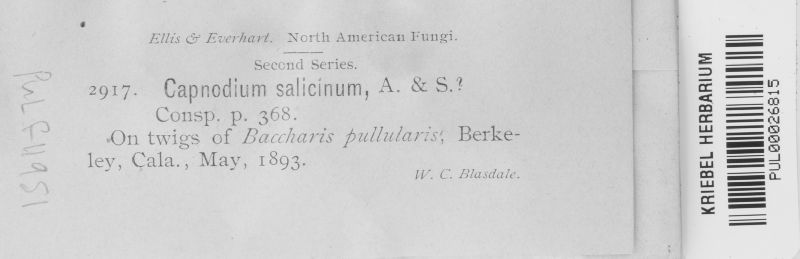 Ellis & Everhart. North American Fungi.
Second Series.
2917. Capnodium salicinum, A. & S.?
Consp. p. 368.
On twigs of Baccharis pullularis, Berke-
ley, Cala., May, 1893.
W. C. Blasdale.
PUL F11951
KRIEBEL HERBARIUM
PUL00026815